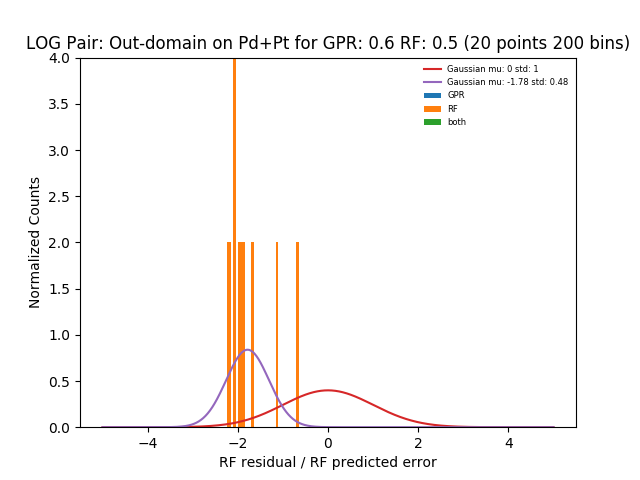 LOG Pair: Out-domain on Pd+Pt for GPR: 0.6 RF: 0.5 (20 points 200 bins)
Gaussian mu: 0 std: 1
Gaussian mu: -1.78 std: 0.48
GPR
RF
both
Normalized Counts
4.0
3.5
3.0
2.5
2.0
1.5
1.0
0.5
0.0
−4 −2 0 2 4
RF residual / RF predicted error